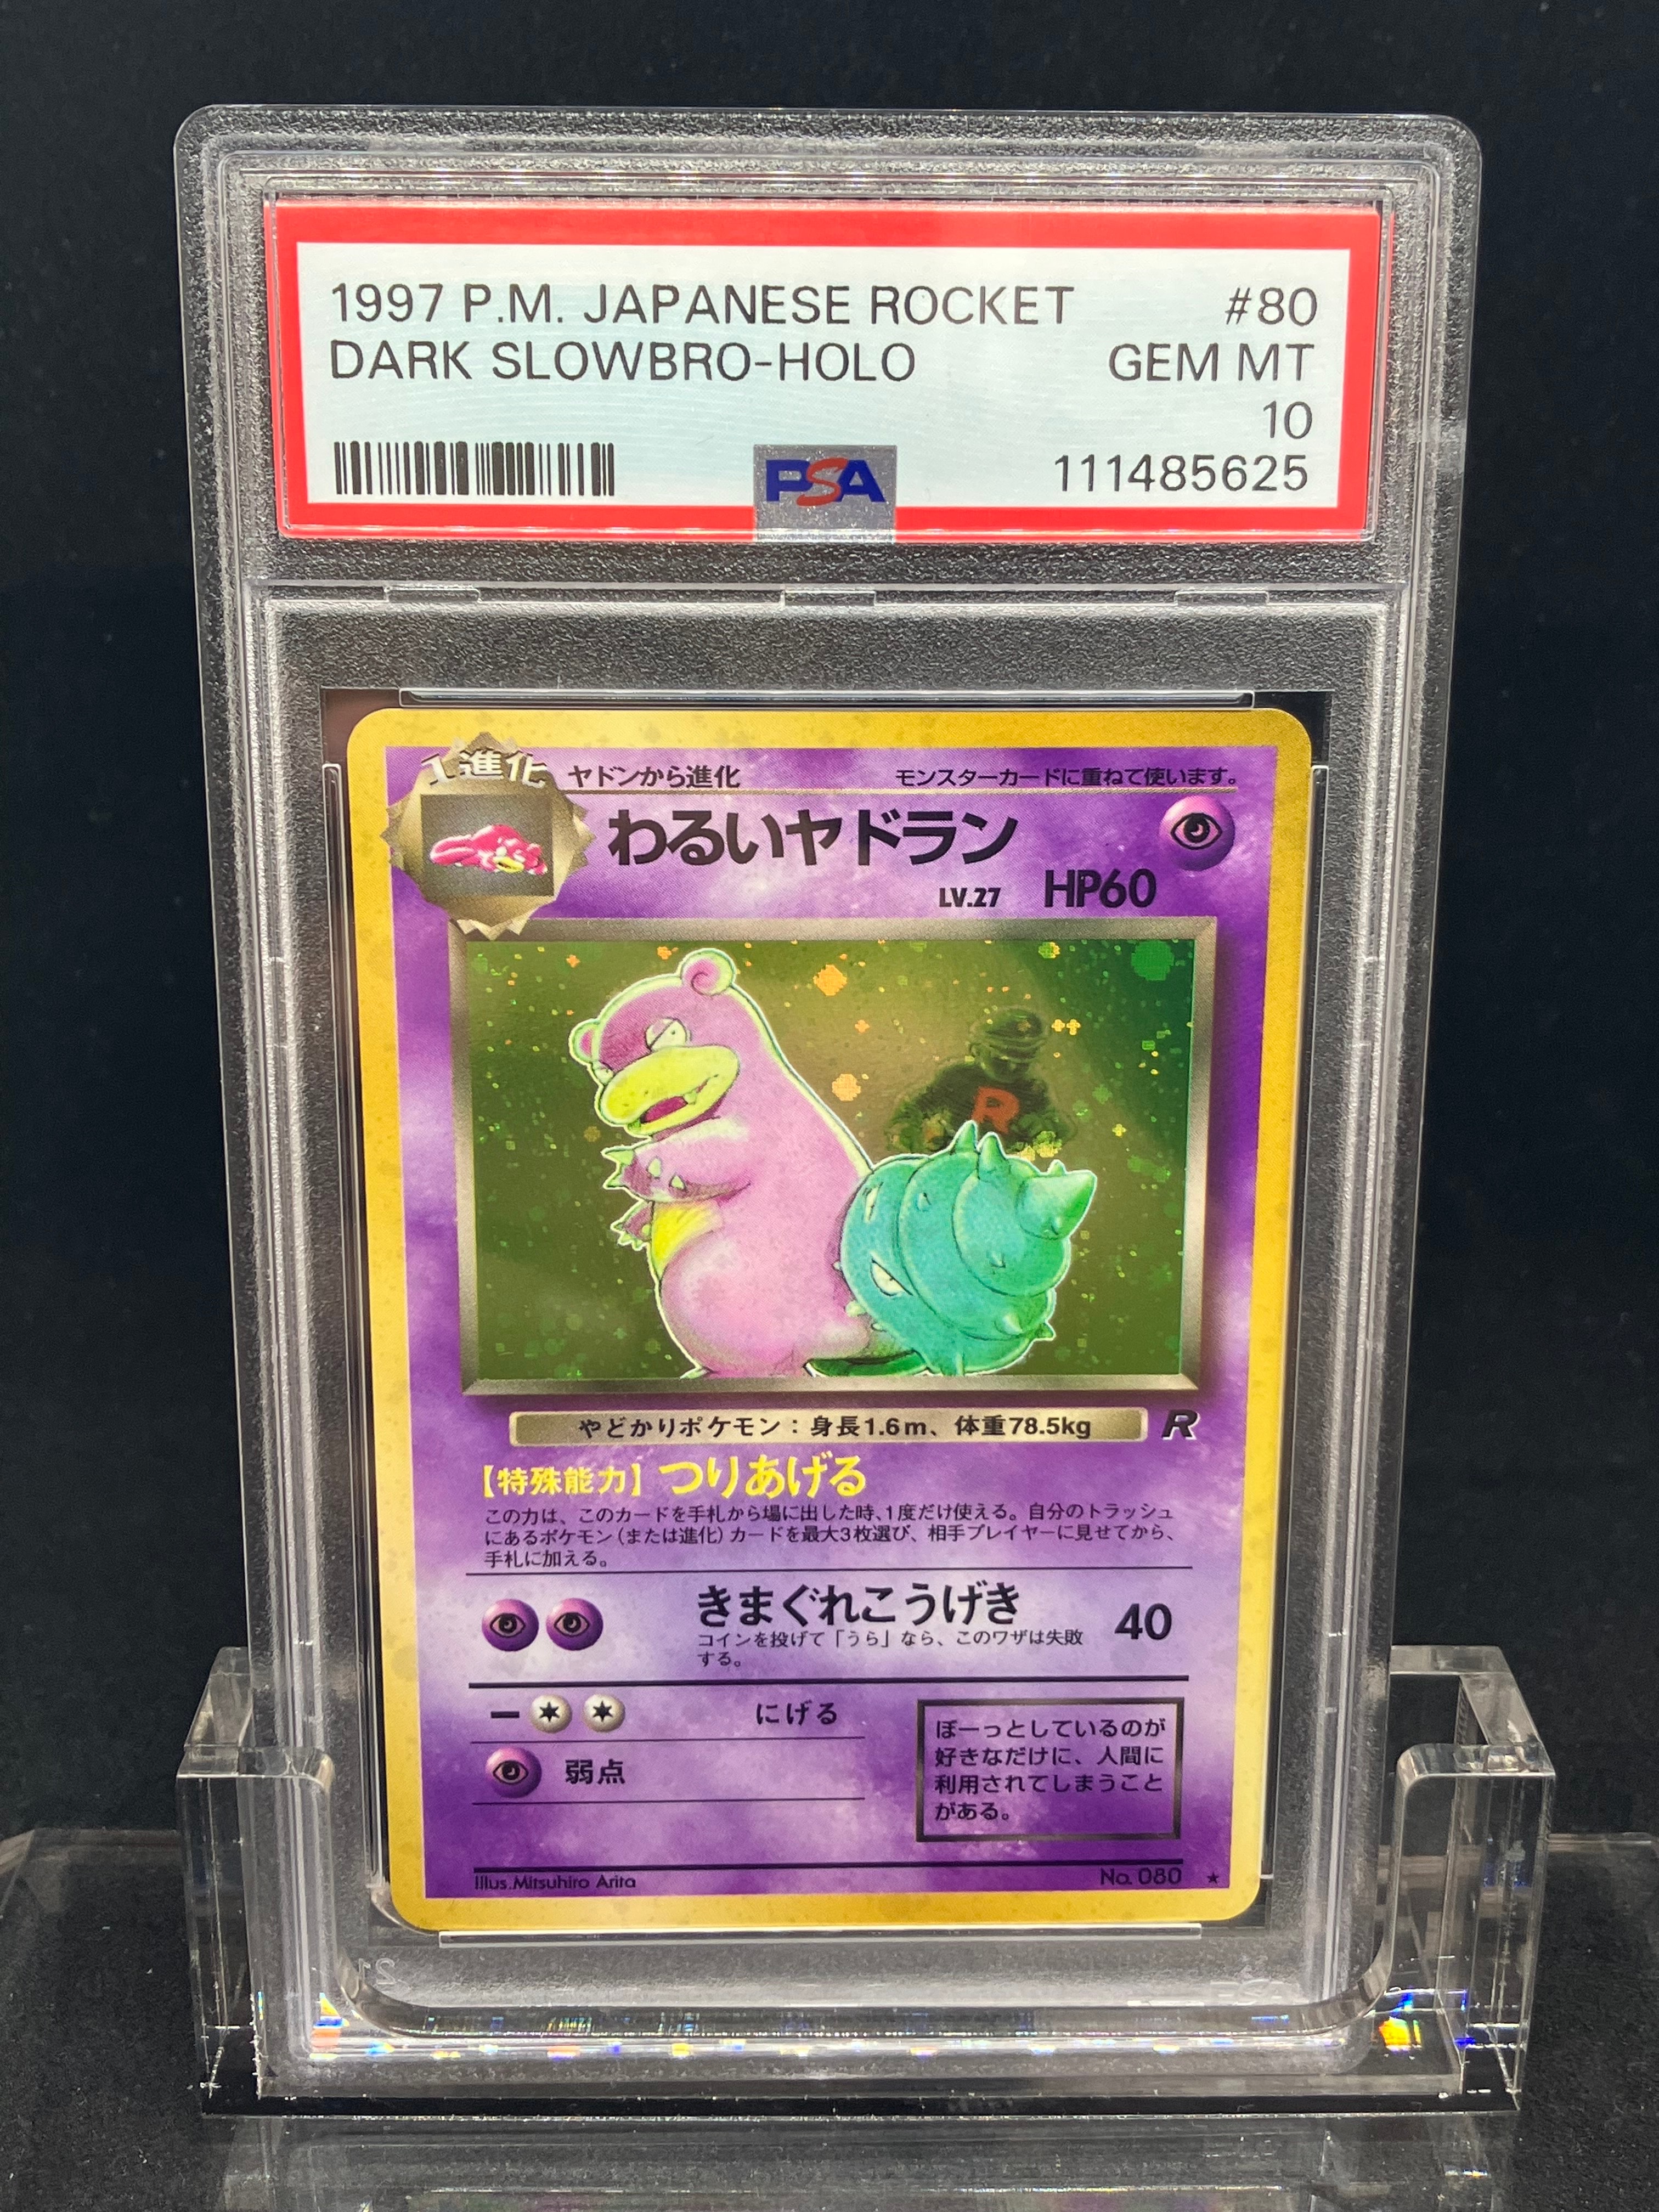 1997 P.M. JAPANESE ROCKET #80
DARK SLOWBRO-HOLO GEM MT
10
PSA 111485625
1進化 ヤドンから進化 モンスターカードに重ねて使います。
わるいヤドラン
LV.27 HP60
R
やどかりポケモン：身長1.6m、体重78.5kg R
【特殊能力】つりあげる
この力は、このカードを手札から場に出した時、1度だけ使える。自分のトラッシュ
にあるポケモン(または進化)カードを最大3枚選び、相手プレイヤーに見せてから、
手札に加える。
きまぐれこうげき 40
コインを投げて「うら」なら、このワザは失敗
する。
ー にげる
弱点
ぼーっとしているのが
好きなだけに、人間に
利用されてしまうこと
がある。
Illus.Mitsuhiro Arita No. 080 ★